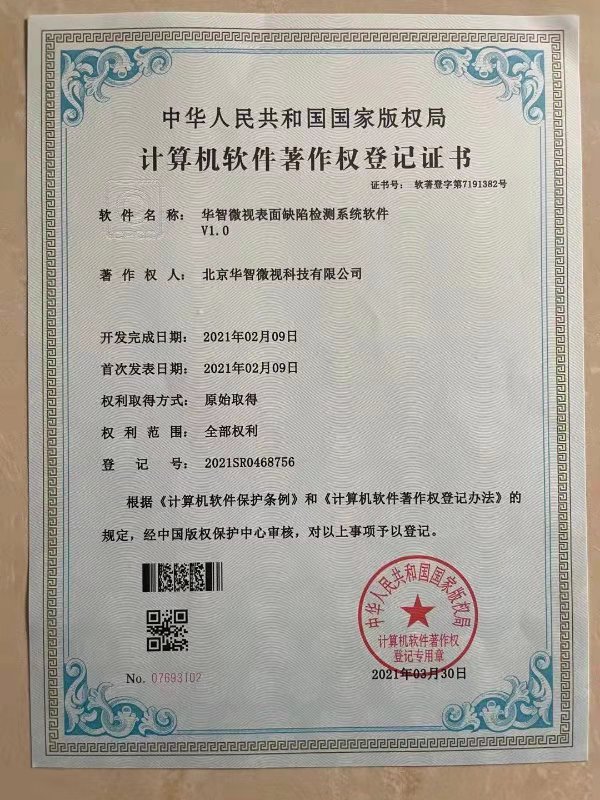 中华人民共和国国家版权局
计算机软件著作权登记证书
证书号： 软著登字第7191382号
软件名称： 华智微视表面缺陷检测系统软件
V1.0
著作权人： 北京华智微视科技有限公司
开发完成日期： 2021年02月09日
首次发表日期： 2021年02月09日
权利取得方式： 原始取得
权利范围： 全部权利
登记号： 2021SR0468756
根据《计算机软件保护条例》和《计算机软件著作权登记办法》的
规定，经中国版权保护中心审核，对以上事项予以登记。
中华人民共和国国家版权局
计算机软件著作权
登记专用章
No. 07693102
2021年03月30日